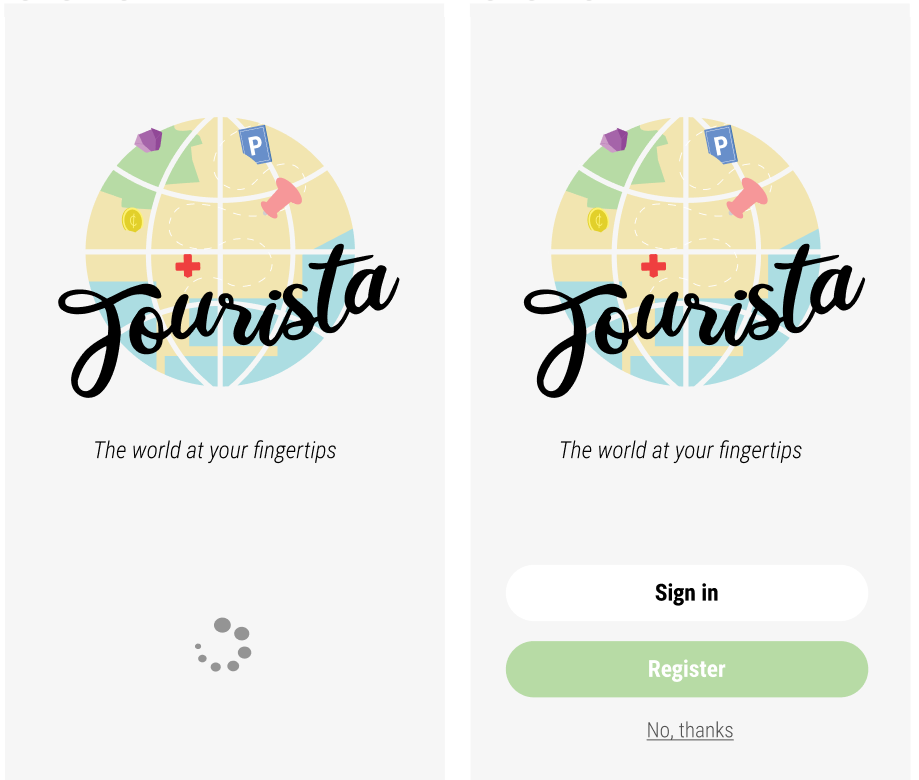 P
¢
Tourista
The world at your fingertips
P
¢
Tourista
The world at your fingertips
Sign in
Register
No, thanks